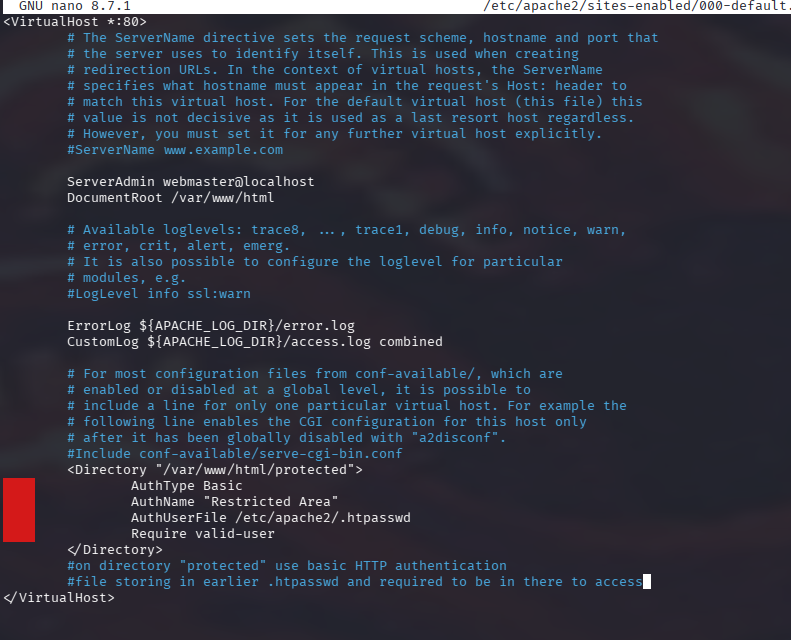 GNU nano 8.7.1 /etc/apache2/sites-enabled/000-default.
<VirtualHost *:80>
# The ServerName directive sets the request scheme, hostname and port that
# the server uses to identify itself. This is used when creating
# redirection URLs. In the context of virtual hosts, the ServerName
# specifies what hostname must appear in the request's Host: header to
# match this virtual host. For the default virtual host (this file) this
# value is not decisive as it is used as a last resort host regardless.
# However, you must set it for any further virtual host explicitly.
#ServerName www.example.com
ServerAdmin webmaster@localhost
DocumentRoot /var/www/html
# Available loglevels: trace8, ..., trace1, debug, info, notice, warn,
# error, crit, alert, emerg.
# It is also possible to configure the loglevel for particular
# modules, e.g.
#LogLevel info ssl:warn
ErrorLog ${APACHE_LOG_DIR}/error.log
CustomLog ${APACHE_LOG_DIR}/access.log combined
# For most configuration files from conf-available/, which are
# enabled or disabled at a global level, it is possible to
# include a line for only one particular virtual host. For example the
# following line enables the CGI configuration for this host only
# after it has been globally disabled with "a2disconf".
#Include conf-available/serve-cgi-bin.conf
<Directory "/var/www/html/protected">
AuthType Basic
AuthName "Restricted Area"
AuthUserFile /etc/apache2/.htpasswd
Require valid-user
</Directory>
#on directory "protected" use basic HTTP authentication
#file storing in earlier .htpasswd and required to be in there to access
</VirtualHost>